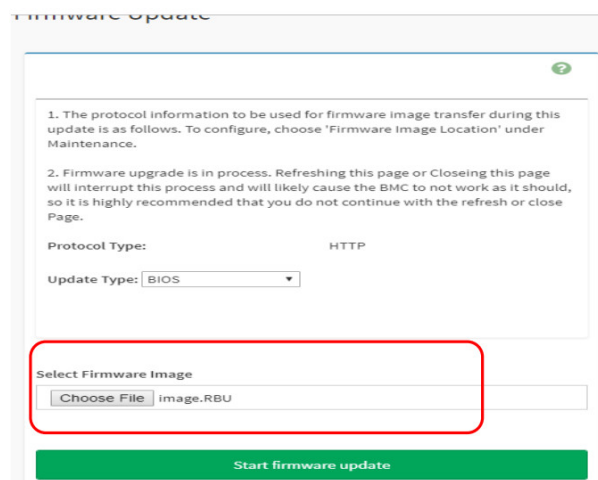 Firmware Update
?
1. The protocol information to be used for firmware image transfer during this
update is as follows. To configure, choose 'Firmware Image Location' under
Maintenance.
2. Firmware upgrade is in process. Refreshing this page or Closeing this page
will interrupt this process and will likely cause the BMC to not work as it should,
so it is highly recommended that you do not continue with the refresh or close
Page.
Protocol Type: HTTP
Update Type: BIOS
Select Firmware Image
Choose File image.RBU
Start firmware update